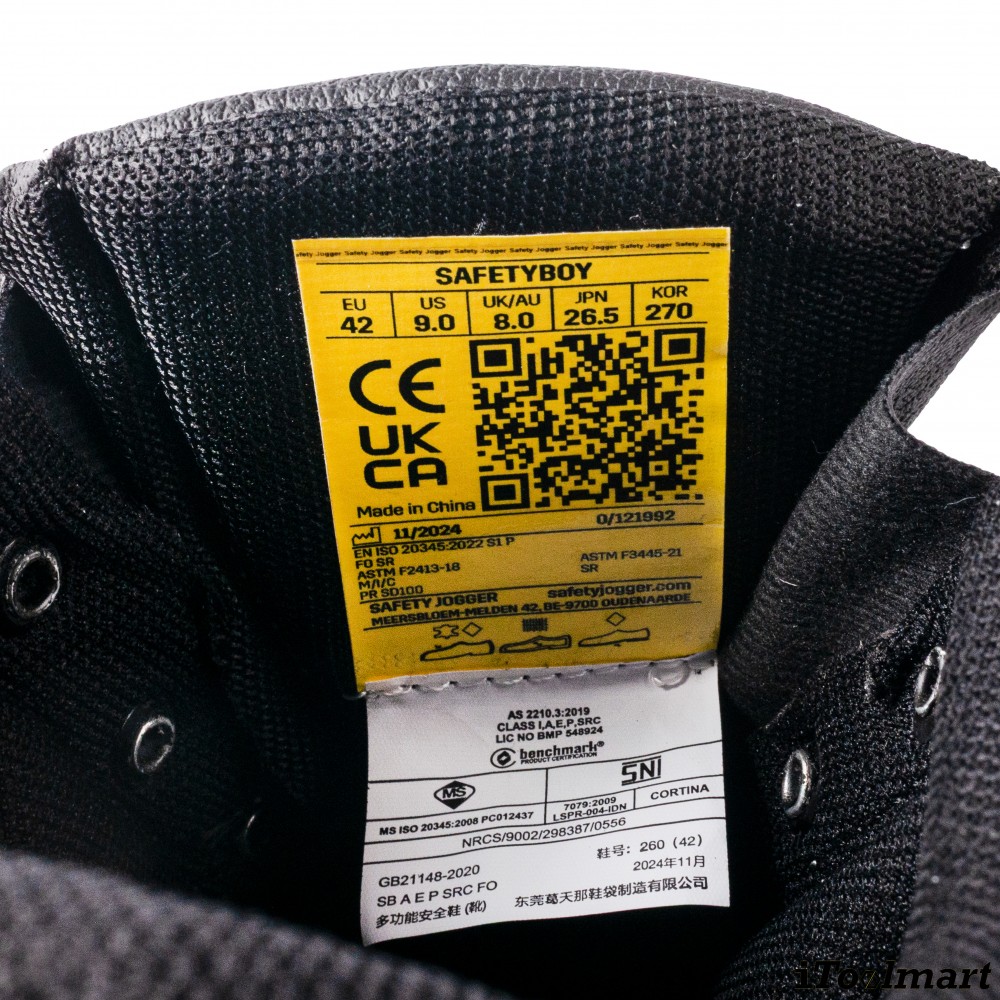 Safety Jogger Safety Jogger Safety Jogger Safety Jogger Safety Jogger Safety Jogger Safety Jogger Safety Jogger
SAFETYBOY
EU US UK/AU JPN KOR
42 9.0 8.0 26.5 270
CE
UK
CA
Made in China
11/2024 0/121992
EN ISO 20345:2022 S1 P
FO SR
ASTM F2413-18 ASTM F3445-21
M/I/C SR
PR SD100
SAFETY JOGGER safetyjogger.com
MEERSBLOEM-MELDEN 42, BE-9700 OUDENAARDE
AS 2210.3:2019
CLASS I,A,E,P,SRC
LIC NO BMP 548924
benchmark®
PRODUCT CERTIFICATION
MS SNI
MS ISO 20345:2008 PC012437
7079:2009
LSPR-004-IDN
CORTINA
NRCS/9002/298387/0556
GB21148-2020 鞋号: 260 (42)
SB A E P SRC FO 2024年11月
多功能安全鞋 (靴) 东莞葛天那鞋袋制造有限公司
iTozImart